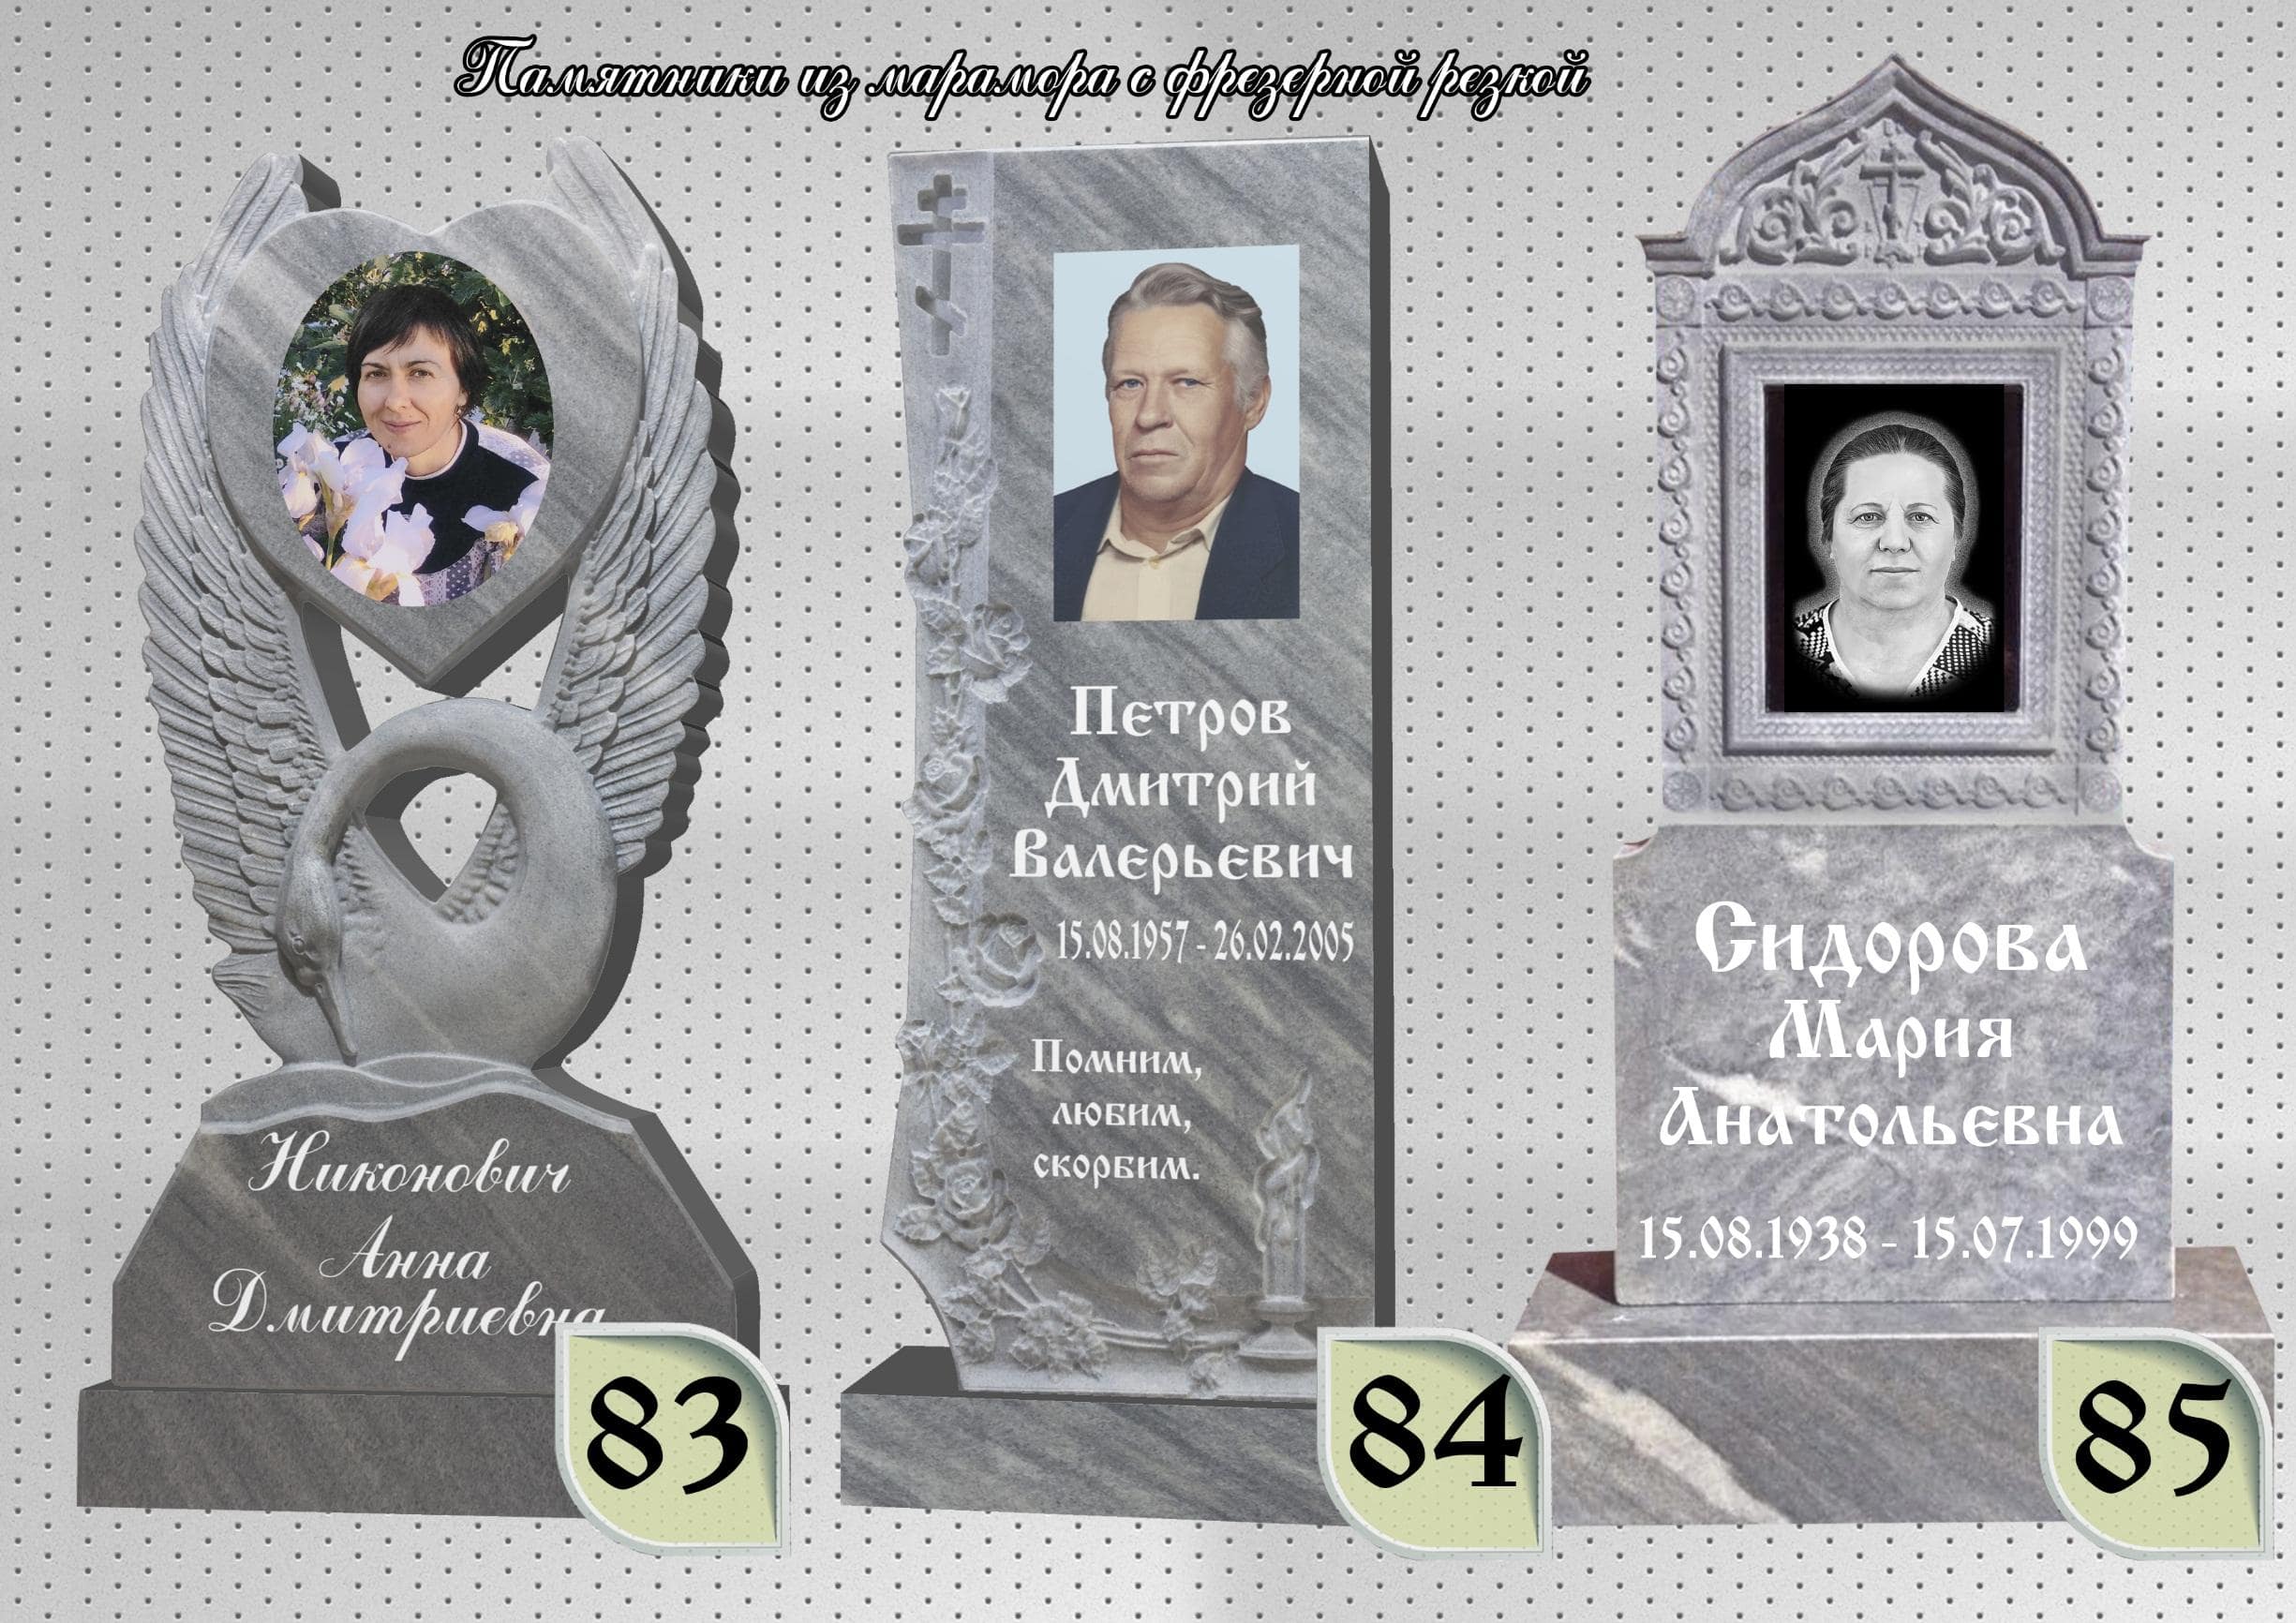 Памятники из марамора с фрезерной резкой
Никонович
Анна
Дмитриевна
83
Петров
Дмитрий
Валерьевич
15.08.1957 - 26.02.2005
Помним,
любим,
скорбим.
84
Сидорова
Мария
Анатольевна
15.08.1938 - 15.07.1999
85